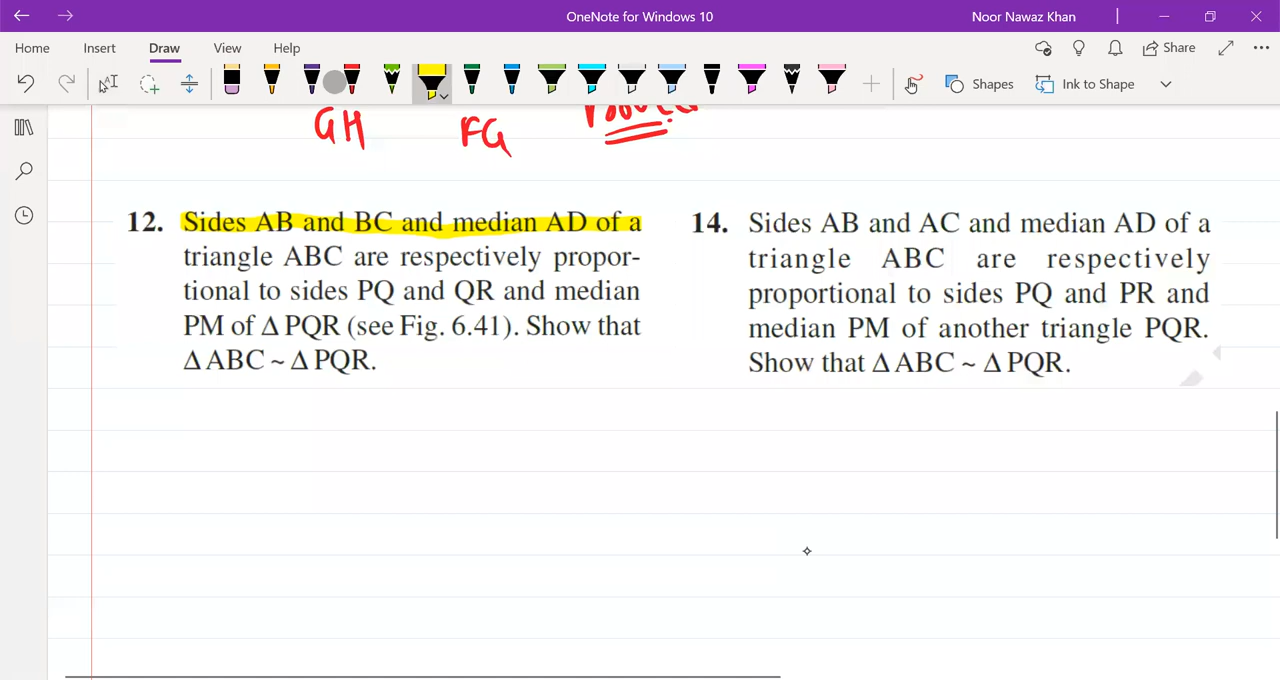 OneNote for Windows 10
Noor Nawaz Khan
Home Insert Draw View Help
Share
Shapes
Ink to Shape
GH
FG
12. Sides AB and BC and median AD of a
triangle ABC are respectively propor-
tional to sides PQ and QR and median
PM of Δ PQR (see Fig. 6.41). Show that
Δ ABC ~ Δ PQR.
14. Sides AB and AC and median AD of a
triangle ABC are respectively
proportional to sides PQ and PR and
median PM of another triangle PQR.
Show that Δ ABC ~ Δ PQR.